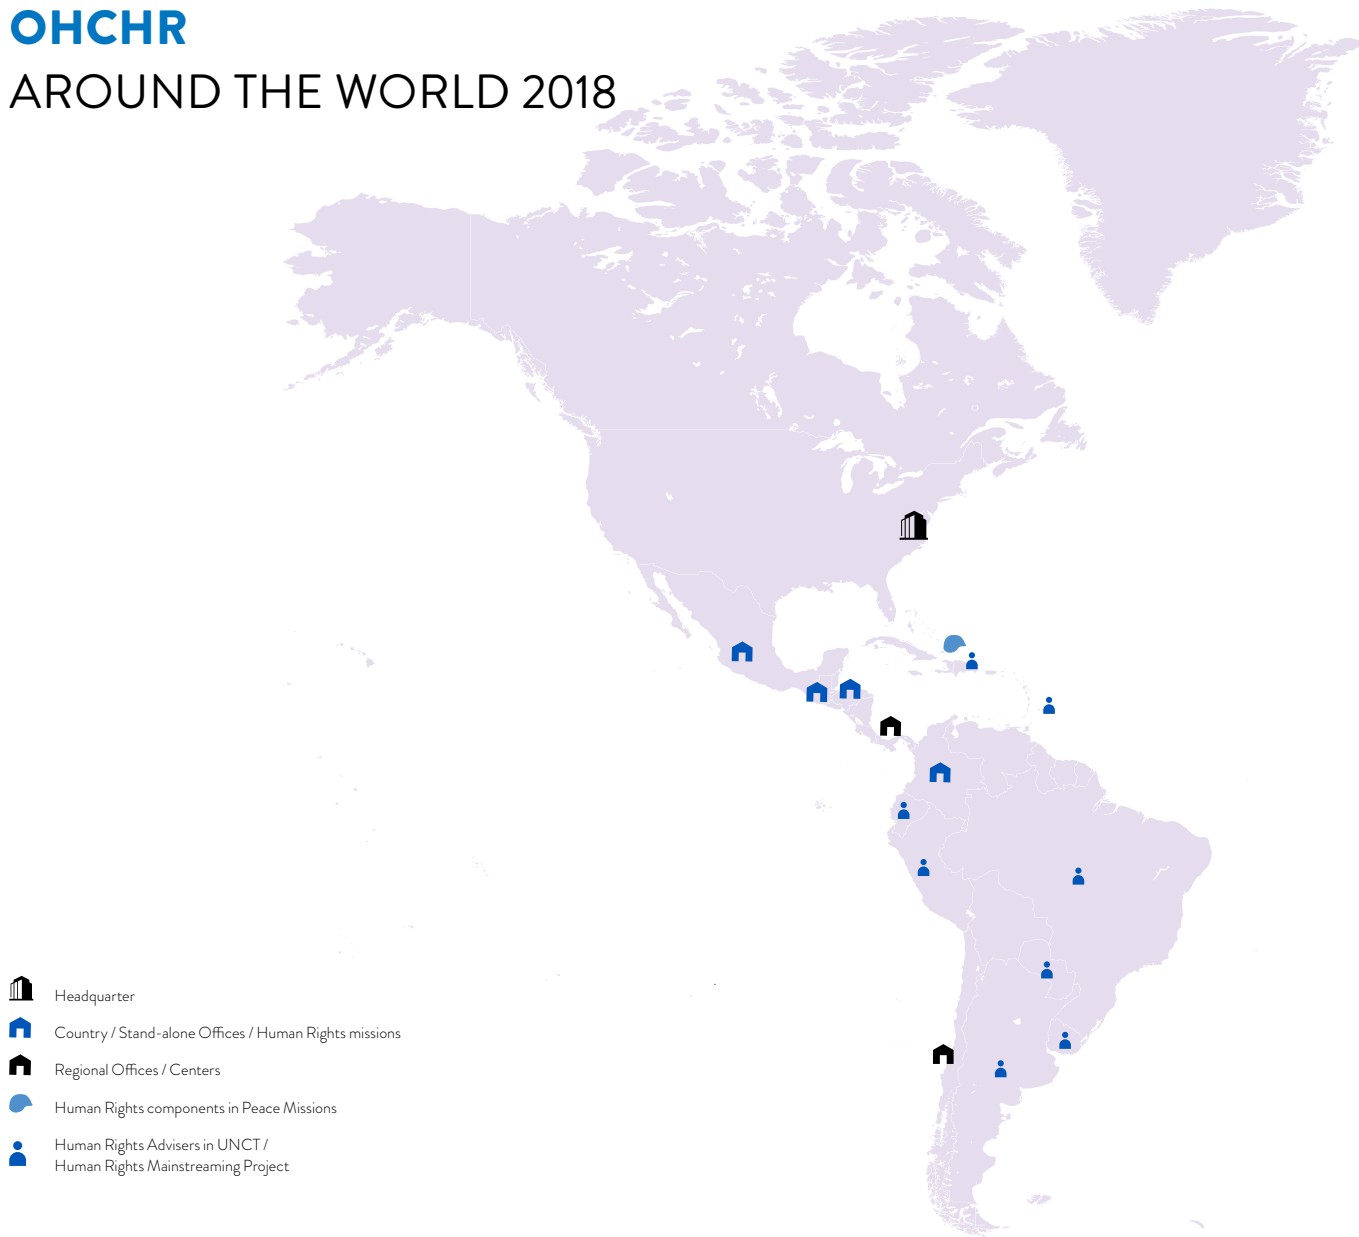 OHCHR
AROUND THE WORLD 2018
Headquarter
Country / Stand-alone Offices / Human Rights missions
Regional Offices / Centers
Human Rights components in Peace Missions
Human Rights Advisers in UNCT /
Human Rights Mainstreaming Project